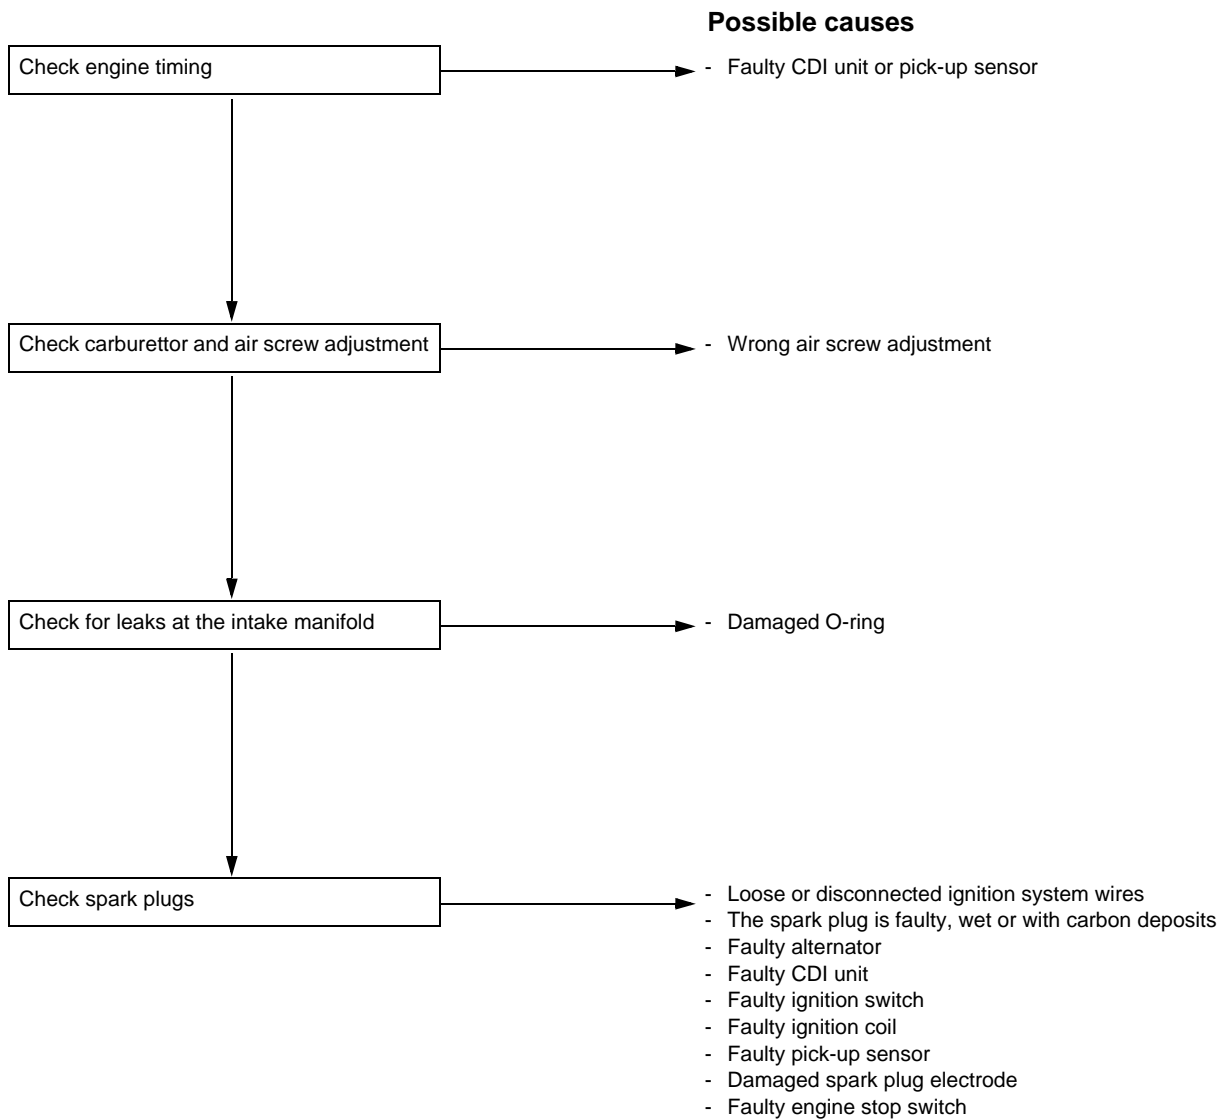 Possible causes
Check engine timing
- Faulty CDI unit or pick-up sensor
Check carburettor and air screw adjustment
- Wrong air screw adjustment
Check for leaks at the intake manifold
- Damaged O-ring
Check spark plugs
- Loose or disconnected ignition system wires
- The spark plug is faulty, wet or with carbon deposits
- Faulty alternator
- Faulty CDI unit
- Faulty ignition switch
- Faulty ignition coil
- Faulty pick-up sensor
- Damaged spark plug electrode
- Faulty engine stop switch